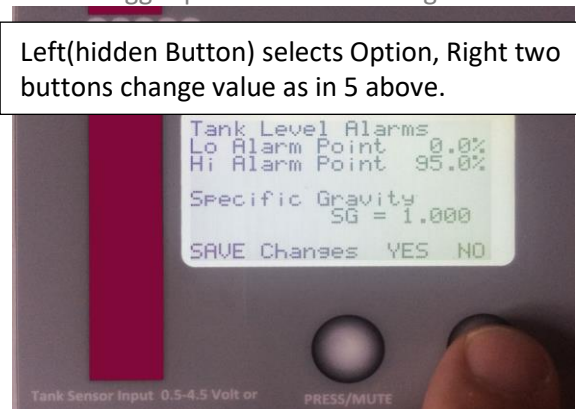 Left(hidden Button) selects Option, Right two
buttons change value as in 5 above.
Tank Level Alarms
Lo Alarm Point 0.0%
Hi Alarm Point 95.0%
Specific Gravity
SG = 1.000
SAVE Changes YES NO
Tank Sensor Input 0.5-4.5 Volt or
PRESS/MUTE